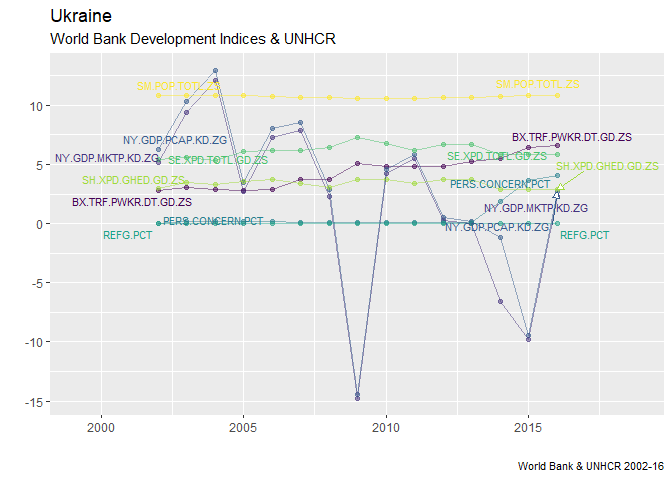 Ukraine
World Bank Development Indices & UNHCR
SM.POP.TOTL.ZS
SM.POP.TOTL.ZS
10
NY.GDP.PCAP.KD.ZG
BX.TRF.PWKR.DT.GD.ZS
NY.GDP.MKTP.KD.ZG
SE.XPD.TOTL.GD.ZS
SE.XPD.TOTL.GD.ZS
SH.XPD.GHED.GD.ZS
5
SH.XPD.GHED.GD.ZS
PERS.CONCERN.PCT
BX.TRF.PWKR.DT.GD.ZS
NY.GDP.MKTP.KD.ZG
PERS.CONCERN.PCT
NY.GDP.PCAP.KD.ZG
0
REFG.PCT
REFG.PCT
-5
-10
-15
2000
2005
2010
2015
World Bank & UNHCR 2002-16